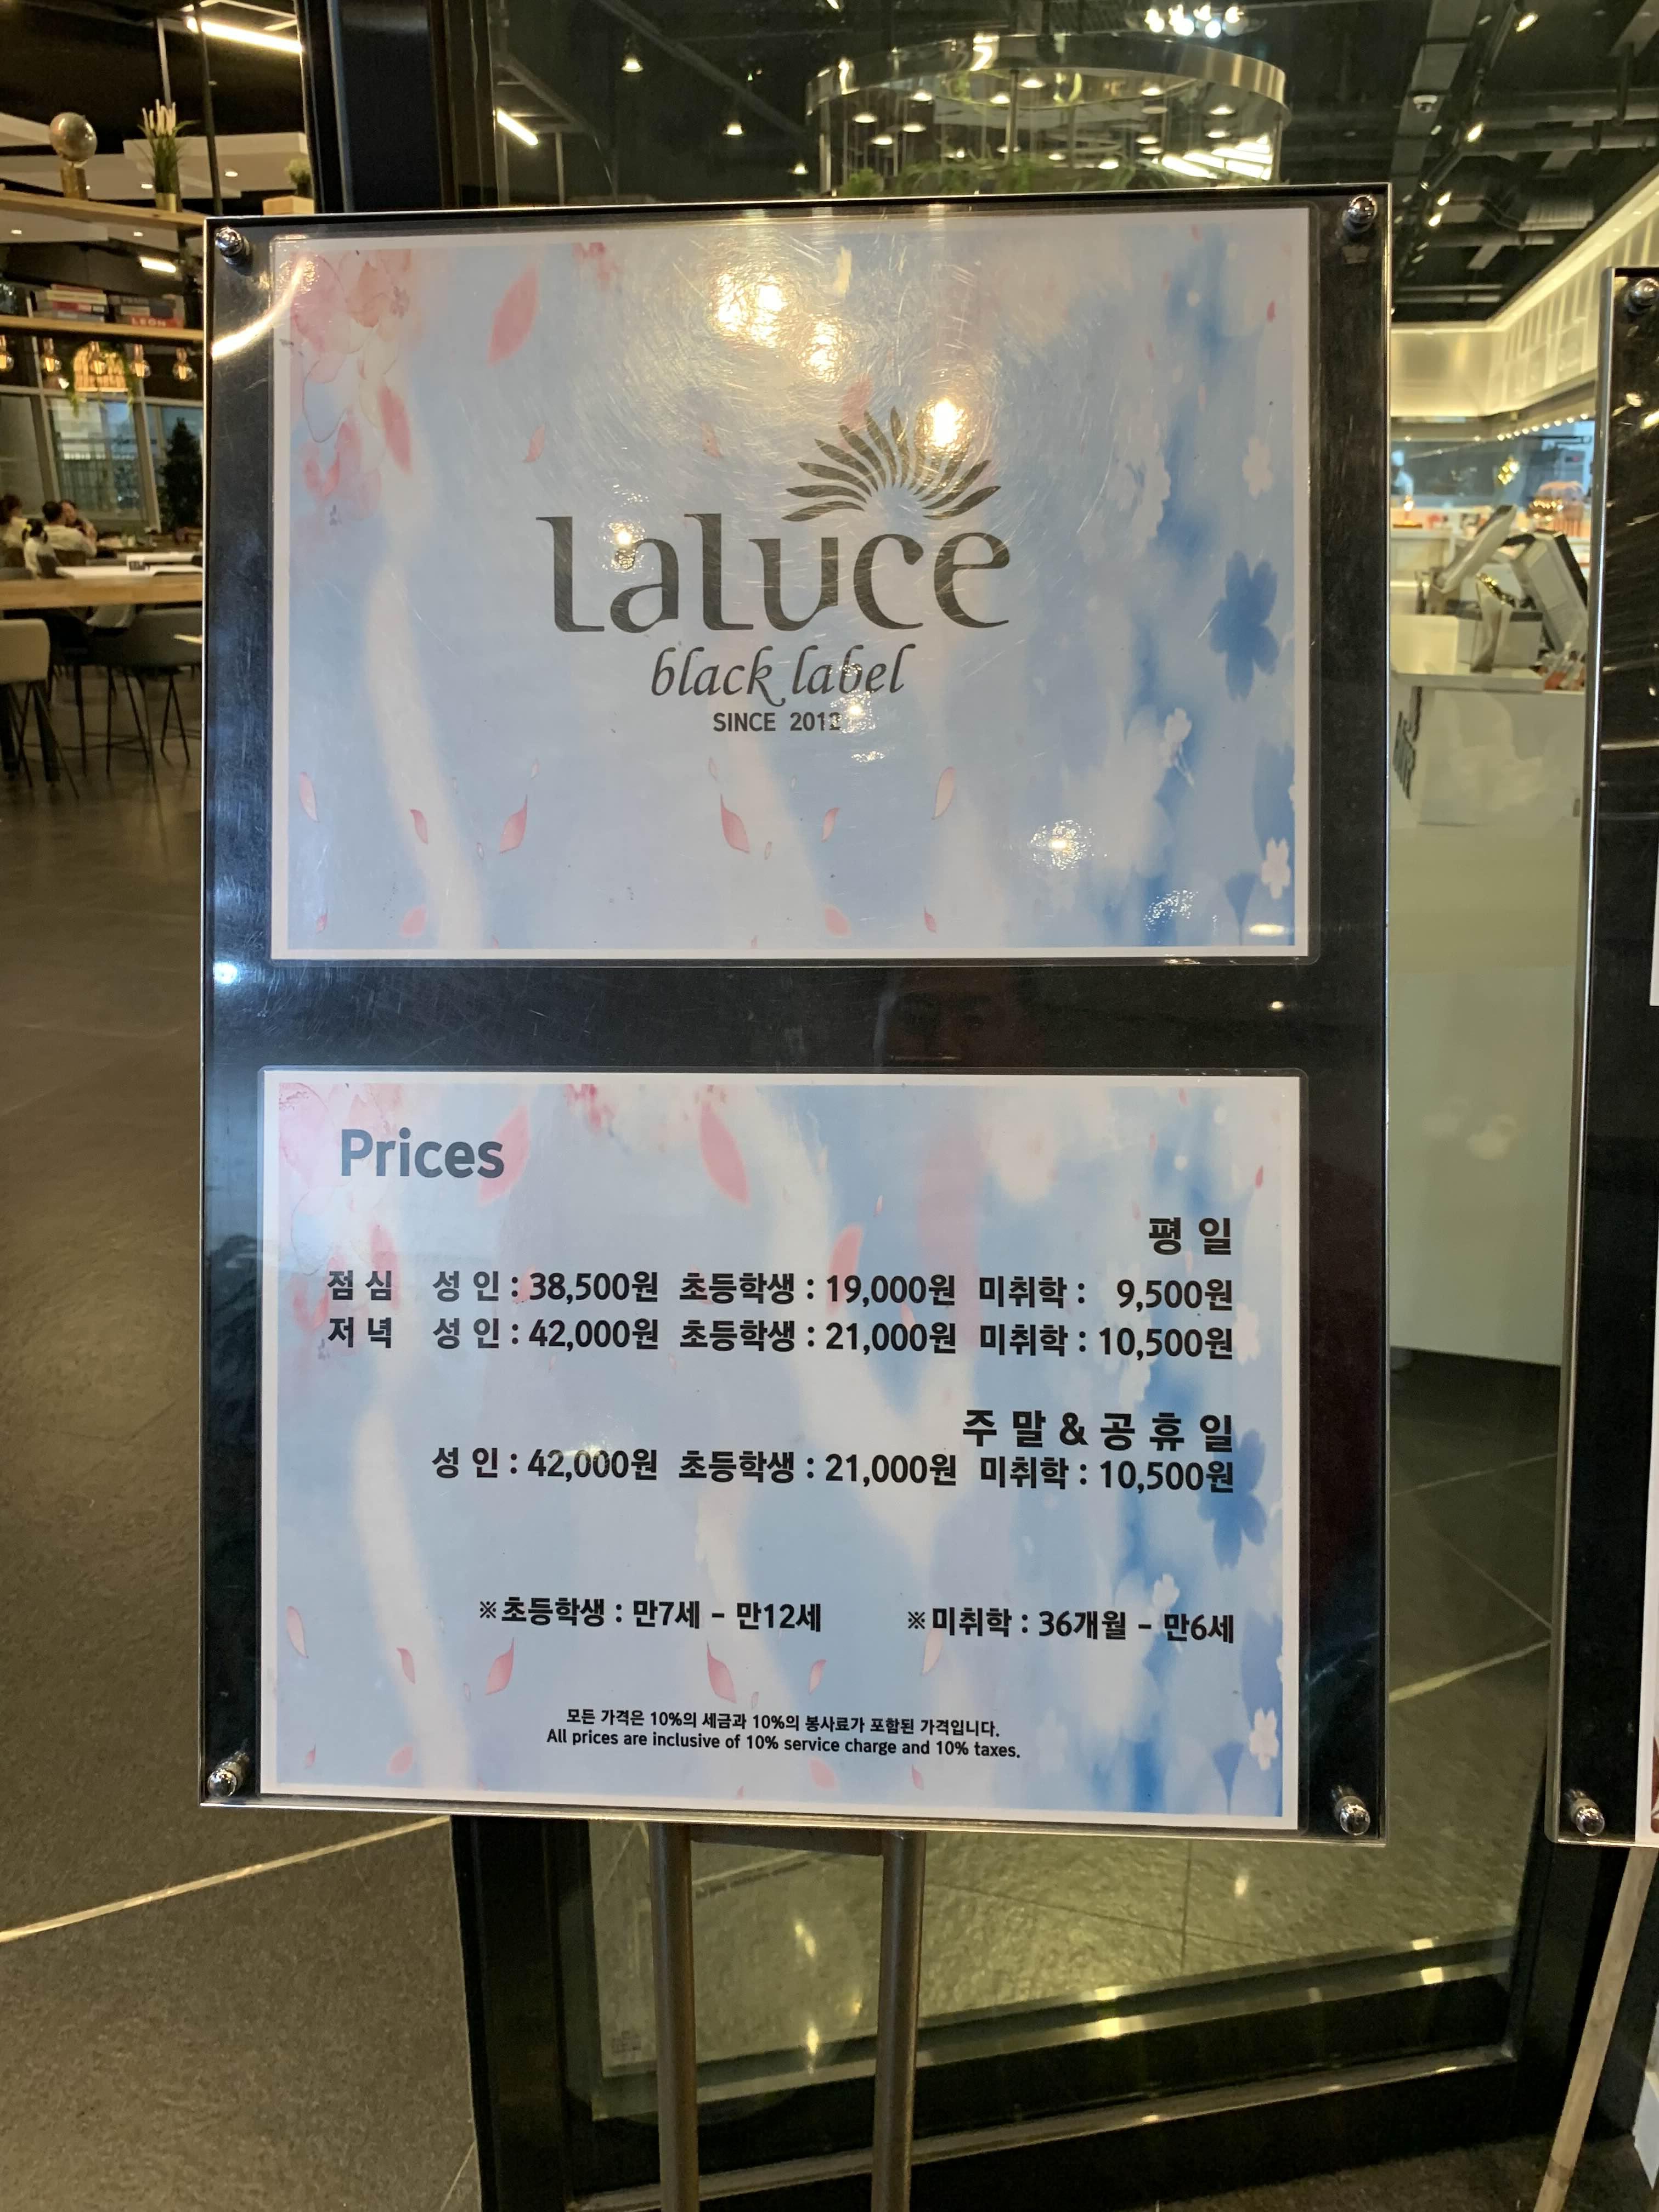 Laluce
black label
SINCE 2012
Prices
평 일
점 심 성 인 : 38,500원 초등학생 : 19,000원 미취학 : 9,500원
저 녁 성 인 : 42,000원 초등학생 : 21,000원 미취학 : 10,500원
주 말 & 공 휴 일
성 인 : 42,000원 초등학생 : 21,000원 미취학 : 10,500원
※초등학생 : 만7세 - 만12세 ※미취학 : 36개월 - 만6세
모든 가격은 10%의 세금과 10%의 봉사료가 포함된 가격입니다.
All prices are inclusive of 10% service charge and 10% taxes.
LEON